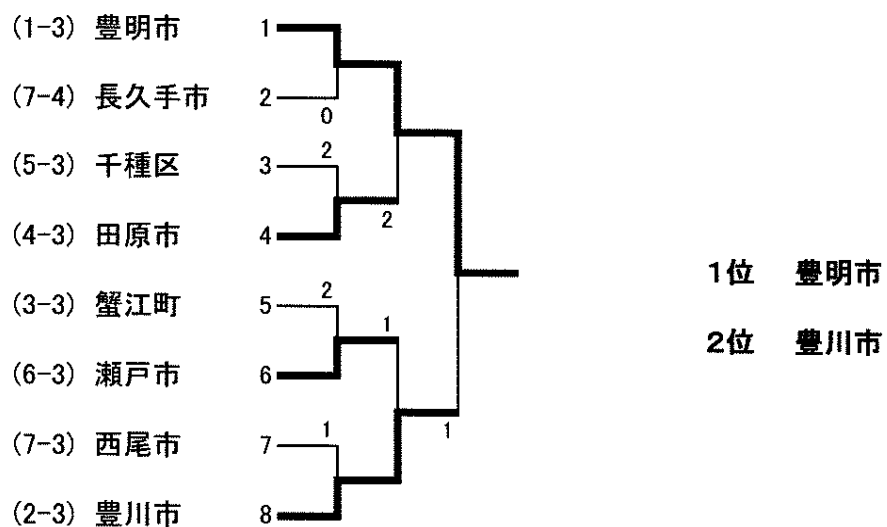 (1-3) 豊明市 1
(7-4) 長久手市 2
0
2
(5-3) 千種区 3
(4-3) 田原市 4
2
1位 豊明市
2
(3-3) 蟹江町 5
1
2位 豊川市
(6-3) 瀬戸市 6
1
1
(7-3) 西尾市 7
(2-3) 豊川市 8